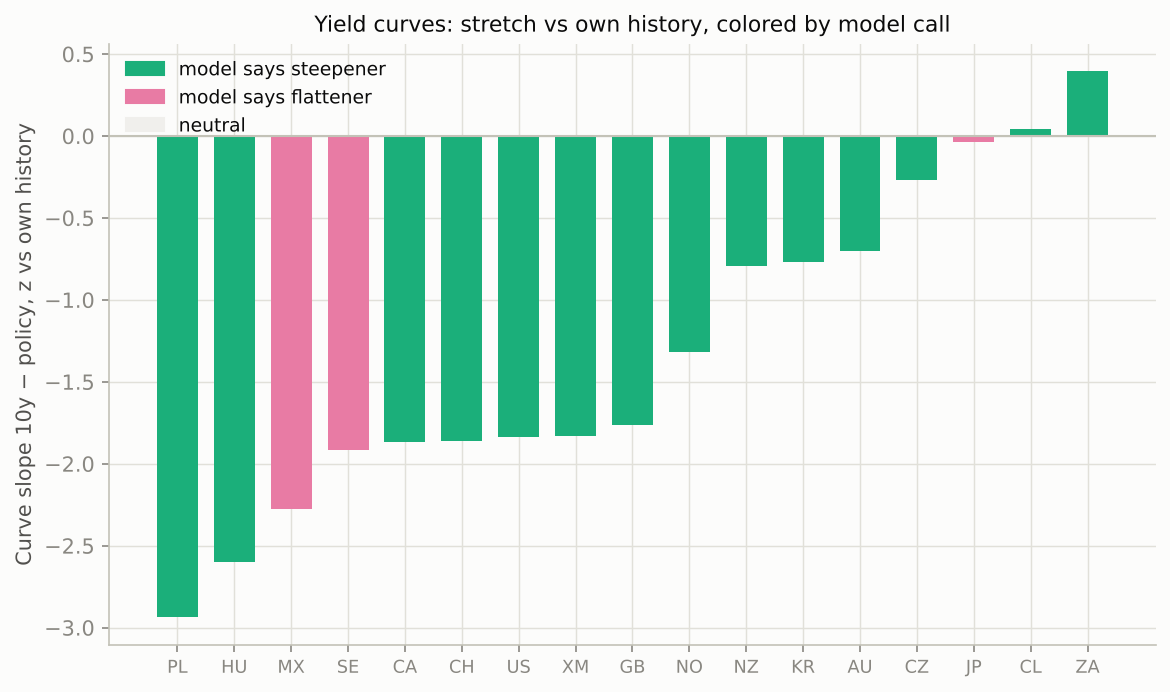 Yield curves: stretch vs own history, colored by model call
model says steepener
model says flattener
neutral
Curve slope 10y − policy, z vs own history
0.5
0.0
−0.5
−1.0
−1.5
−2.0
−2.5
−3.0
PL HU MX SE CA CH US XM GB NO NZ KR AU CZ JP CL ZA